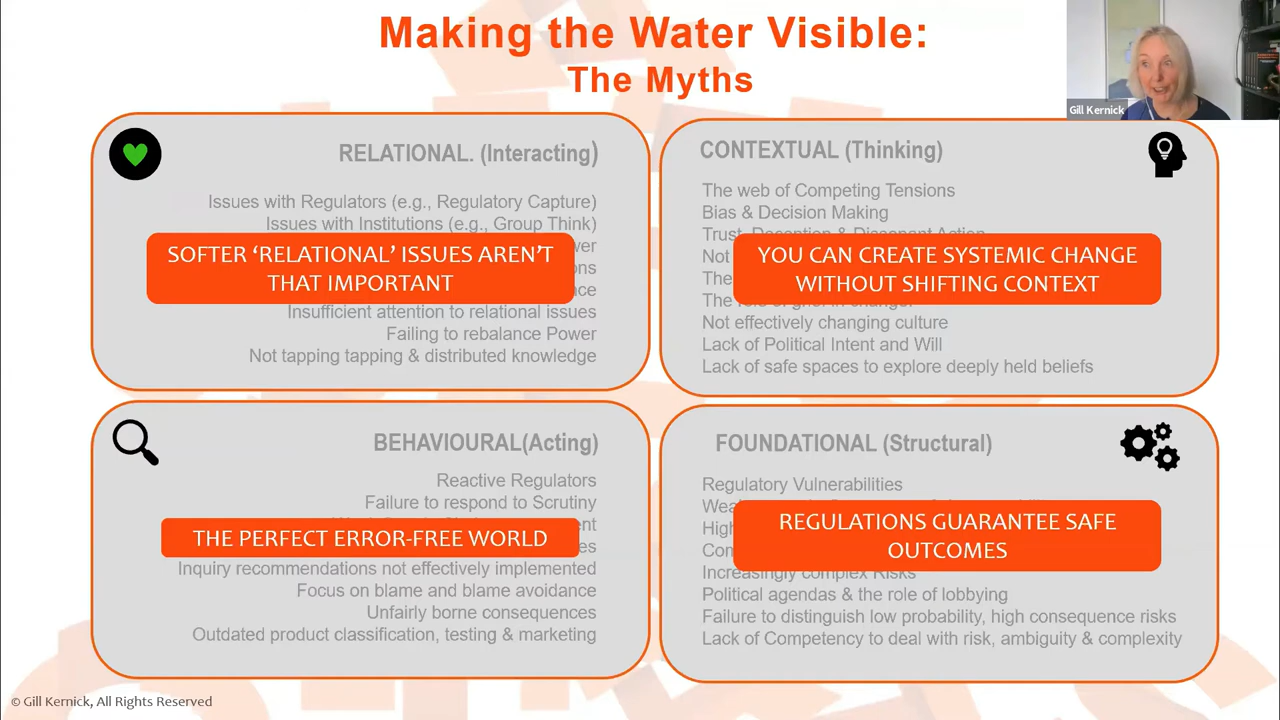 Making the Water Visible:
The Myths
Gill Kernick
RELATIONAL. (Interacting)
Issues with Regulators (e.g., Regulatory Capture)
Issues with Institutions (e.g., Group Think)
SOFTER ‘RELATIONAL’ ISSUES AREN’T
THAT IMPORTANT
Insufficient attention to relational issues
Failing to rebalance Power
Not tapping tapping & distributed knowledge
CONTEXTUAL (Thinking)
The web of Competing Tensions
Bias & Decision Making
Trust, Deception & Dissonant Action
Not
The
The role of grief in change.
YOU CAN CREATE SYSTEMIC CHANGE
WITHOUT SHIFTING CONTEXT
Not effectively changing culture
Lack of Political Intent and Will
Lack of safe spaces to explore deeply held beliefs
BEHAVIOURAL(Acting)
Reactive Regulators
Failure to respond to Scrutiny
THE PERFECT ERROR-FREE WORLD
Inquiry recommendations not effectively implemented
Focus on blame and blame avoidance
Unfairly borne consequences
Outdated product classification, testing & marketing
FOUNDATIONAL (Structural)
Regulatory Vulnerabilities
High
REGULATIONS GUARANTEE SAFE
OUTCOMES
Increasingly complex Risks
Political agendas & the role of lobbying
Failure to distinguish low probability, high consequence risks
Lack of Competency to deal with risk, ambiguity & complexity
© Gill Kernick, All Rights Reserved